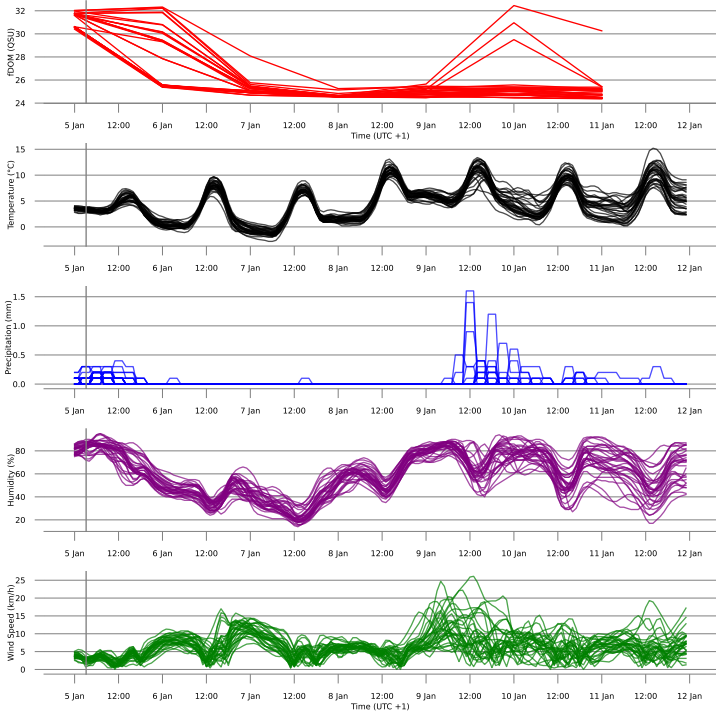 fDOM (QSU)
32
30
28
26
24
5 Jan 12:00 6 Jan 12:00 7 Jan 12:00 8 Jan 12:00 9 Jan 12:00 10 Jan 12:00 11 Jan 12:00 12 Jan
Time (UTC +1)
Temperature (°C)
15
10
5
0
5 Jan 12:00 6 Jan 12:00 7 Jan 12:00 8 Jan 12:00 9 Jan 12:00 10 Jan 12:00 11 Jan 12:00 12 Jan
Precipitation (mm)
1.5
1.0
0.5
0.0
5 Jan 12:00 6 Jan 12:00 7 Jan 12:00 8 Jan 12:00 9 Jan 12:00 10 Jan 12:00 11 Jan 12:00 12 Jan
Humidity (%)
80
60
40
20
5 Jan 12:00 6 Jan 12:00 7 Jan 12:00 8 Jan 12:00 9 Jan 12:00 10 Jan 12:00 11 Jan 12:00 12 Jan
Wind Speed (km/h)
25
20
15
10
5
0
5 Jan 12:00 6 Jan 12:00 7 Jan 12:00 8 Jan 12:00 9 Jan 12:00 10 Jan 12:00 11 Jan 12:00 12 Jan
Time (UTC +1)